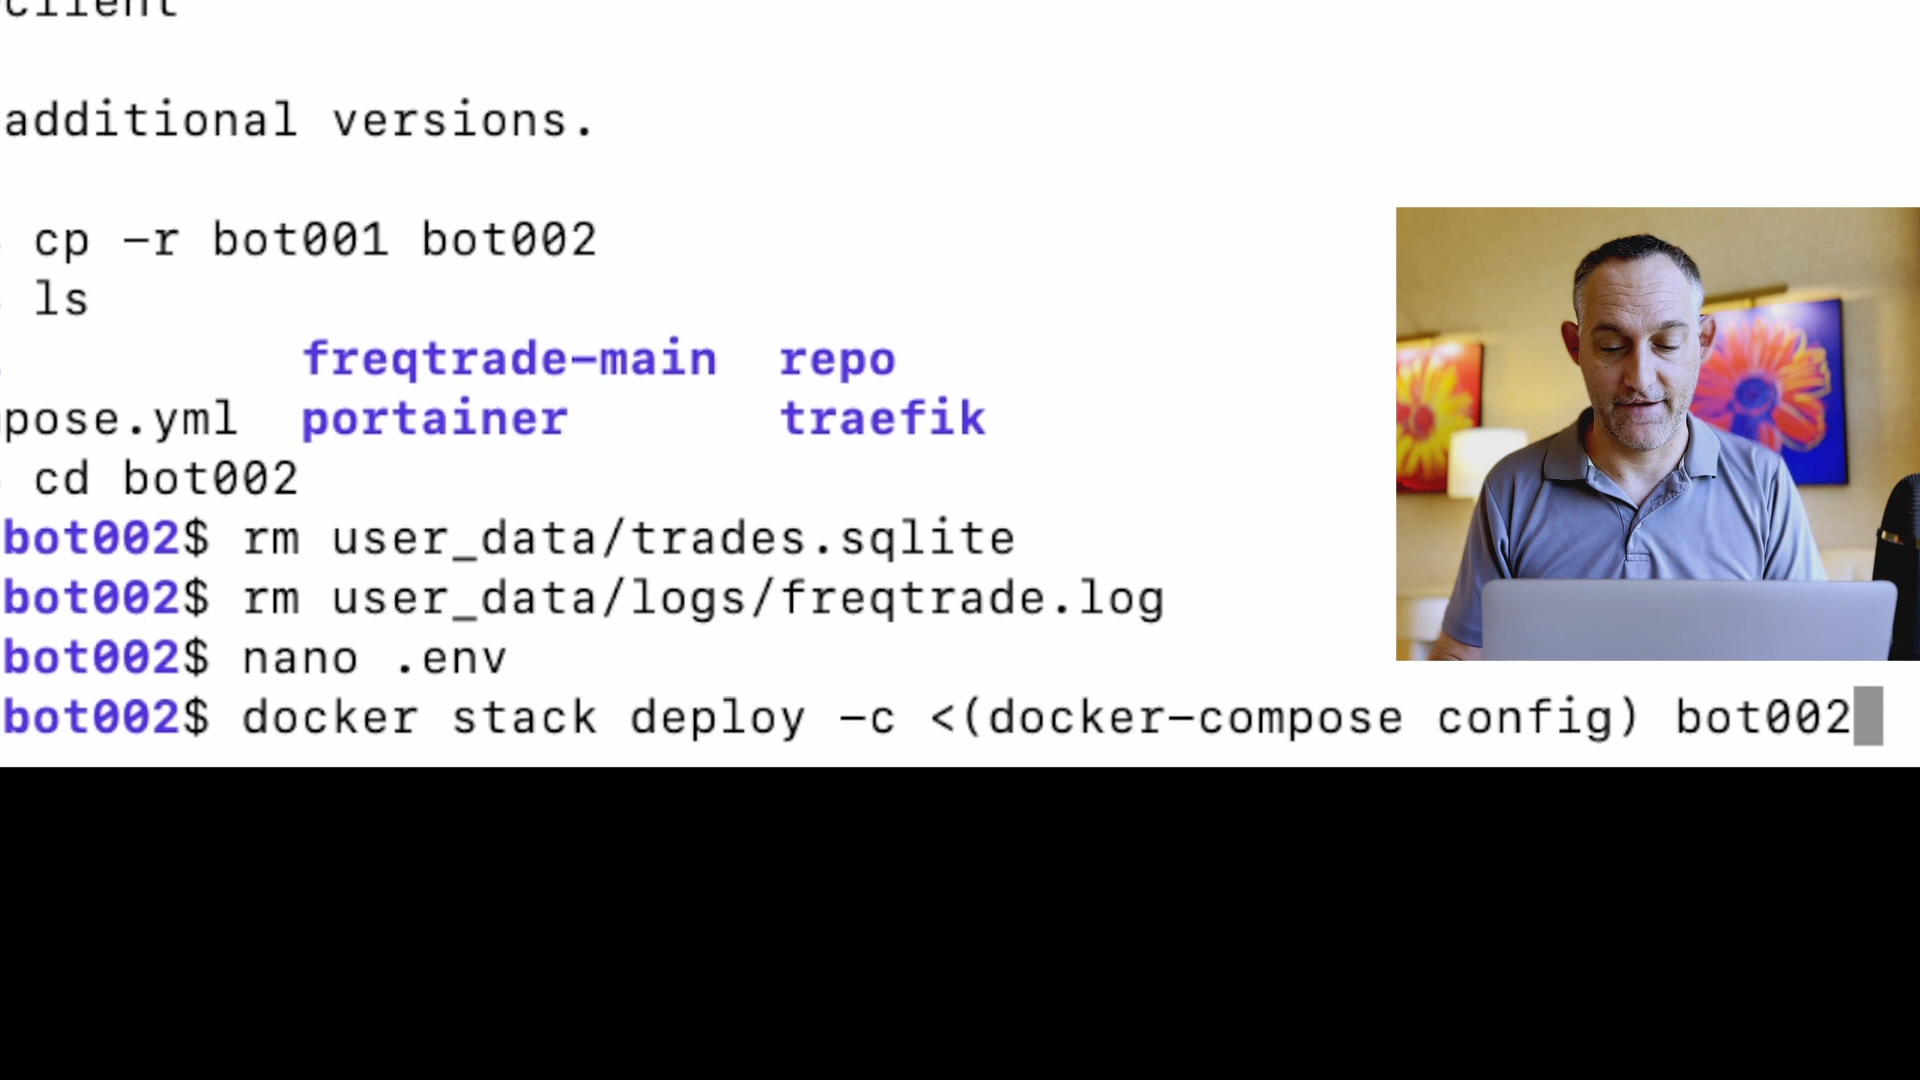 client
additional versions.
cp -r bot001 bot002
ls
freqtrade-main repo
pose.yml portainer traefik
cd bot002
bot002$ rm user_data/trades.sqlite
bot002$ rm user_data/logs/freqtrade.log
bot002$ nano .env
bot002$ docker stack deploy -c <(docker-compose config) bot002